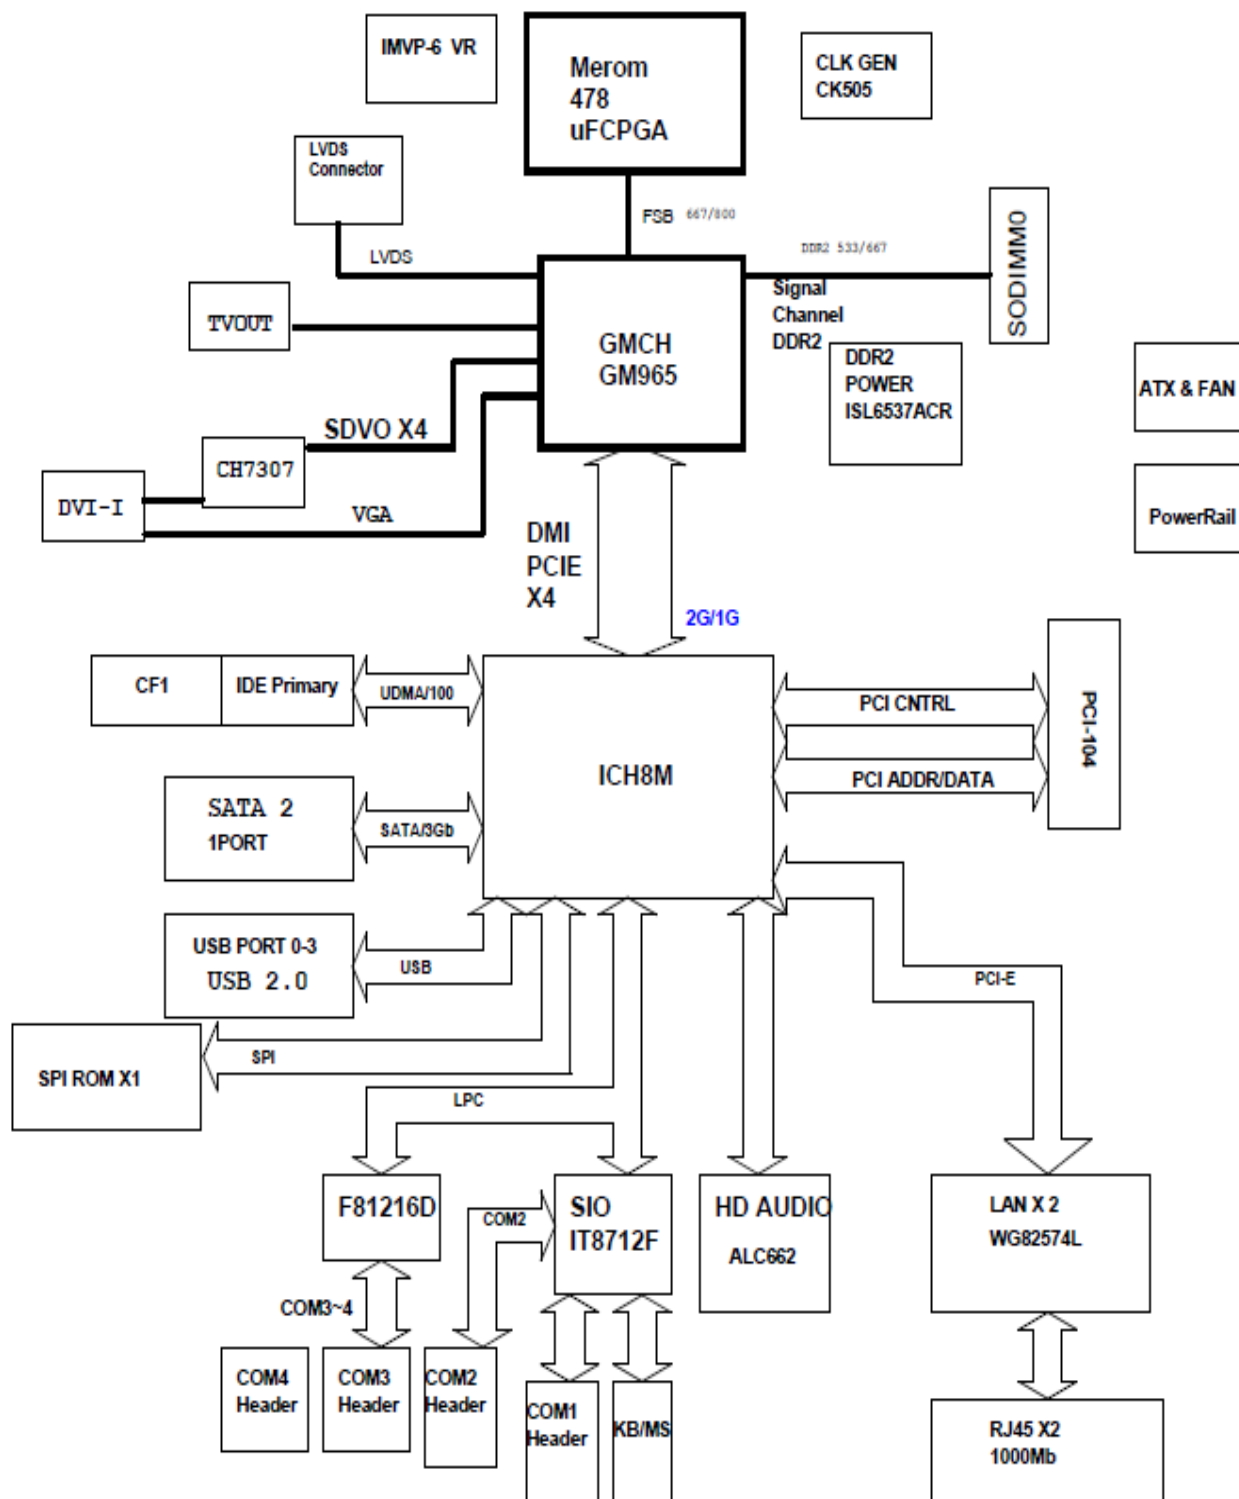 IMVP-6 VR
Merom
478
uFCPGA
CLK GEN
CK505
LVDS
Connector
FSB 667/800
LVDS
DDR2 533/667
SODIMM0
Signal
Channel
DDR2
TVOUT
GMCH
GM965
DDR2
POWER
ISL6537ACR
ATX & FAN
SDVO X4
CH7307
DVI-I
VGA
PowerRail
DMI
PCIE
X4
2G/1G
CF1
IDE Primary
UDMA/100
PCI CNTRL
PCI-104
ICH8M
PCI ADDR/DATA
SATA 2
1PORT
SATA/3Gb
USB PORT 0-3
USB 2.0
USB
PCI-E
SPI
SPI ROM X1
LPC
F81216D
COM2
SIO
IT8712F
HD AUDIO
ALC662
LAN X 2
WG82574L
COM3~4
COM4
Header
COM3
Header
COM2
Header
COM1
Header
KB/MS
RJ45 X2
1000Mb